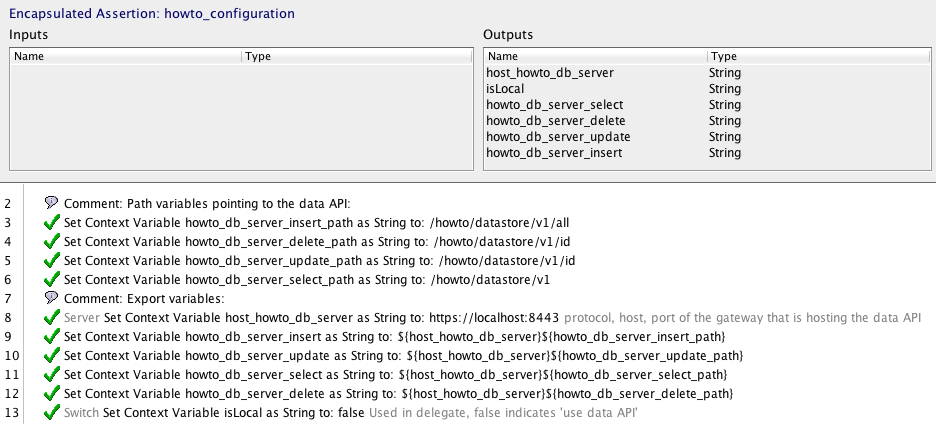 Encapsulated Assertion: howto_configuration
Inputs
Outputs
Name Type
Name Type
host_howto_db_server String
isLocal String
howto_db_server_select String
howto_db_server_delete String
howto_db_server_update String
howto_db_server_insert String
2 Comment: Path variables pointing to the data API:
3 Set Context Variable howto_db_server_insert_path as String to: /howto/datastore/v1/all
4 Set Context Variable howto_db_server_delete_path as String to: /howto/datastore/v1/id
5 Set Context Variable howto_db_server_update_path as String to: /howto/datastore/v1/id
6 Set Context Variable howto_db_server_select_path as String to: /howto/datastore/v1
7 Comment: Export variables:
8 Server Set Context Variable host_howto_db_server as String to: https://localhost:8443 protocol, host, port of the gateway that is hosting the data API
9 Set Context Variable howto_db_server_insert as String to: ${host_howto_db_server}${howto_db_server_insert_path}
10 Set Context Variable howto_db_server_update as String to: ${host_howto_db_server}${howto_db_server_update_path}
11 Set Context Variable howto_db_server_select as String to: ${host_howto_db_server}${howto_db_server_select_path}
12 Set Context Variable howto_db_server_delete as String to: ${host_howto_db_server}${howto_db_server_delete_path}
13 Switch Set Context Variable isLocal as String to: false Used in delegate, false indicates 'use data API'